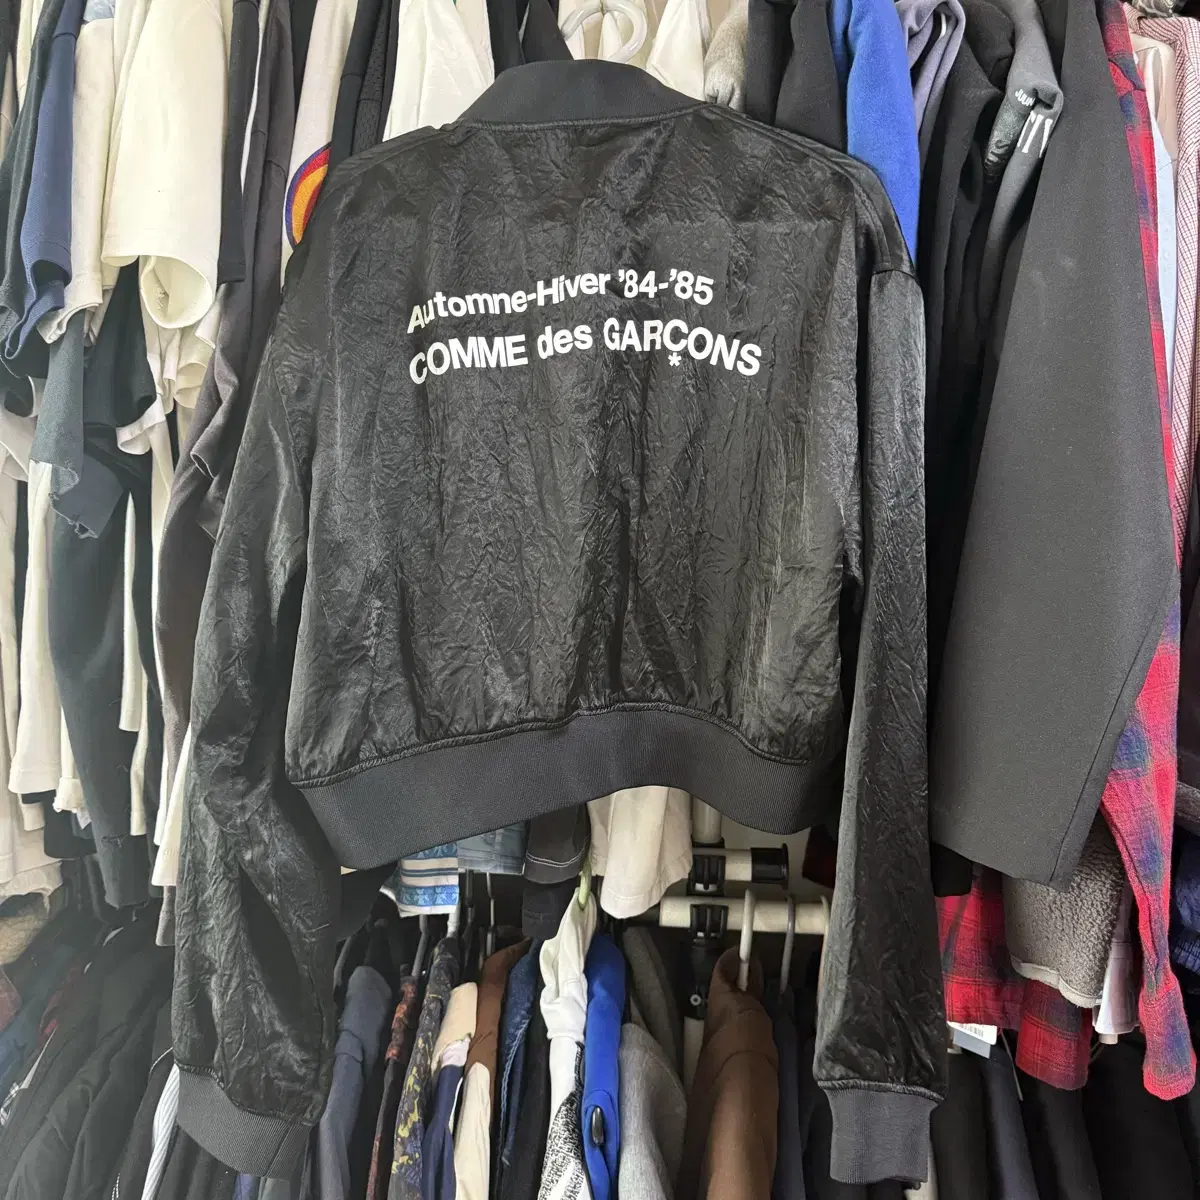 Automne-Hiver '84-'85
COMME des GARÇONS
*